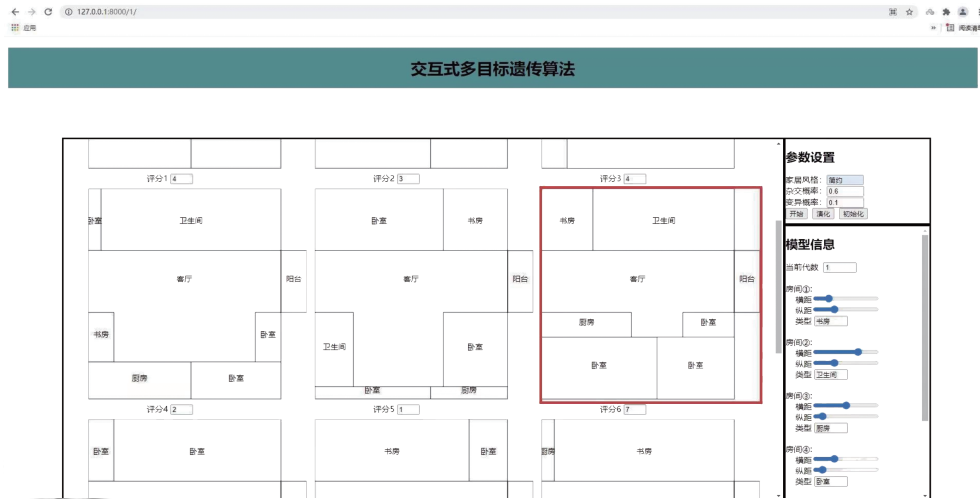 127.0.0.1:8000/1/
应用
» 阅读清单
交互式多目标遗传算法
评分1 4
评分2 3
评分3 4
卧室 卫生间
客厅 阳台
书房 卧室
厨房 卧室
卧室 书房
客厅 阳台
卫生间 卧室
卧室 厨房
书房 卫生间
客厅 阳台
厨房 卧室
卧室 卧室
评分4 2
评分5 1
评分6 7
卧室 卧室
书房 卧室
厨房 书房
参数设置
家居风格: 简约
杂交概率: 0.6
变异概率: 0.1
开始 演化 初始化
模型信息
当前代数 1
房间①:
横距
纵距
类型 书房
房间②:
横距
纵距
类型 卫生间
房间③:
横距
纵距
类型 厨房
房间④:
横距
纵距
类型 卧室